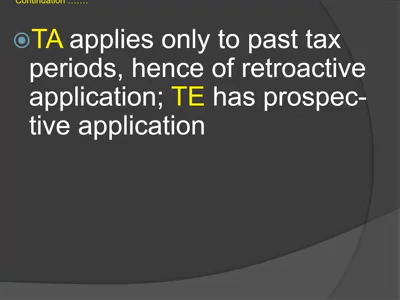 Continuation …….
TA applies only to past tax
periods, hence of retroactive
application; TE has prospec-
tive application